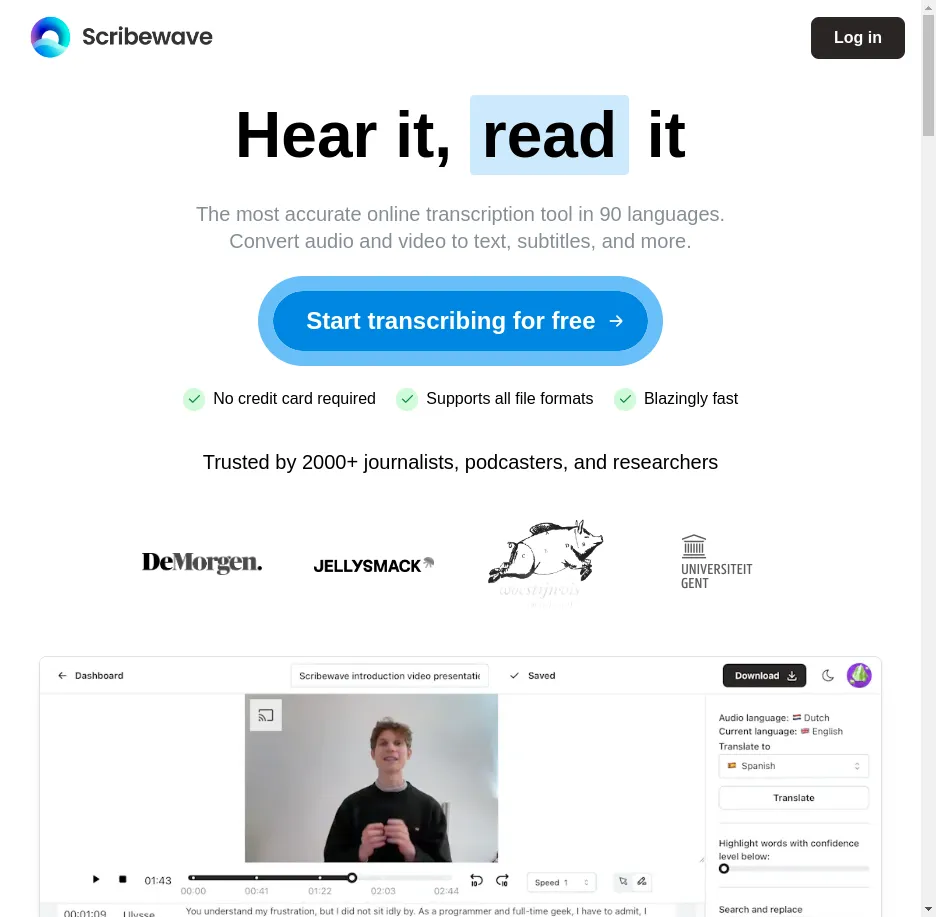 Scribewave
Log in
Hear it, read it
The most accurate online transcription tool in 90 languages.
Convert audio and video to text, subtitles, and more.
Start transcribing for free →
No credit card required
Supports all file formats
Blazingly fast
Trusted by 2000+ journalists, podcasters, and researchers
DeMorgen.
JELLYSMACK
woestijnvis
UNIVERSITEIT
GENT
← Dashboard
Scribewave introduction video presentatic
Saved
Download
Audio language: Dutch
Current language: English
Translate to
Spanish
Translate
Highlight words with confidence
level below:
01:43
00:00
00:41
01:22
02:03
02:44
10
10
Speed 1
00:01:09
Ulysse
You understand my frustration, but I did not sit idly by. As a programmer and full-time geek, I have to admit, I
Search and replace